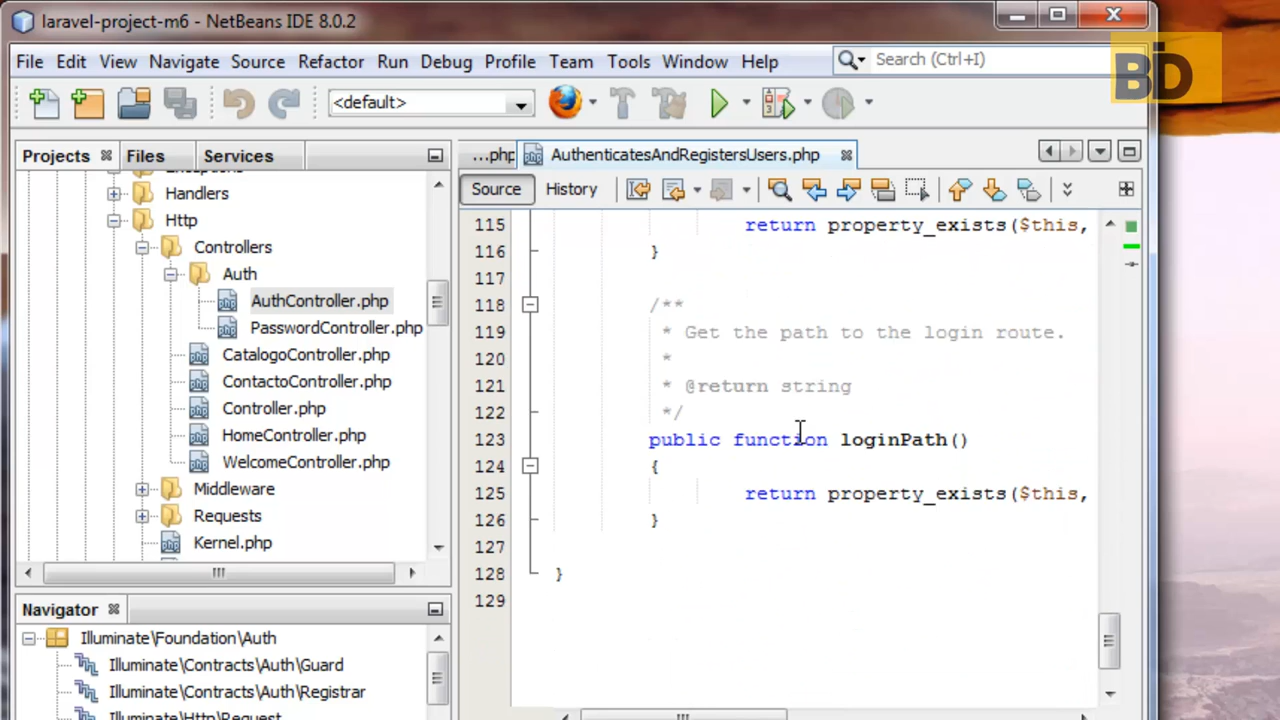 laravel-project-m6 - NetBeans IDE 8.0.2
File Edit View Navigate Source Refactor Run Debug Profile Team Tools Window Help
Search (Ctrl+I)
BD
<default>
Projects Files Services
...php AuthenticatesAndRegistersUsers.php
Source History
Exceptions
Handlers
Http
Controllers
Auth
AuthController.php
PasswordController.php
CatalogoController.php
ContactoController.php
Controller.php
HomeController.php
WelcomeController.php
Middleware
Requests
Kernel.php
115 return property_exists($this,
116 }
117
118 /**
119 * Get the path to the login route.
120 *
121 * @return string
122 */
123 public function loginPath()
124 {
125 return property_exists($this,
126 }
127
128 }
129
Navigator
Illuminate\Foundation\Auth
Illuminate\Contracts\Auth\Guard
Illuminate\Contracts\Auth\Registrar
Illuminate\Http\Request